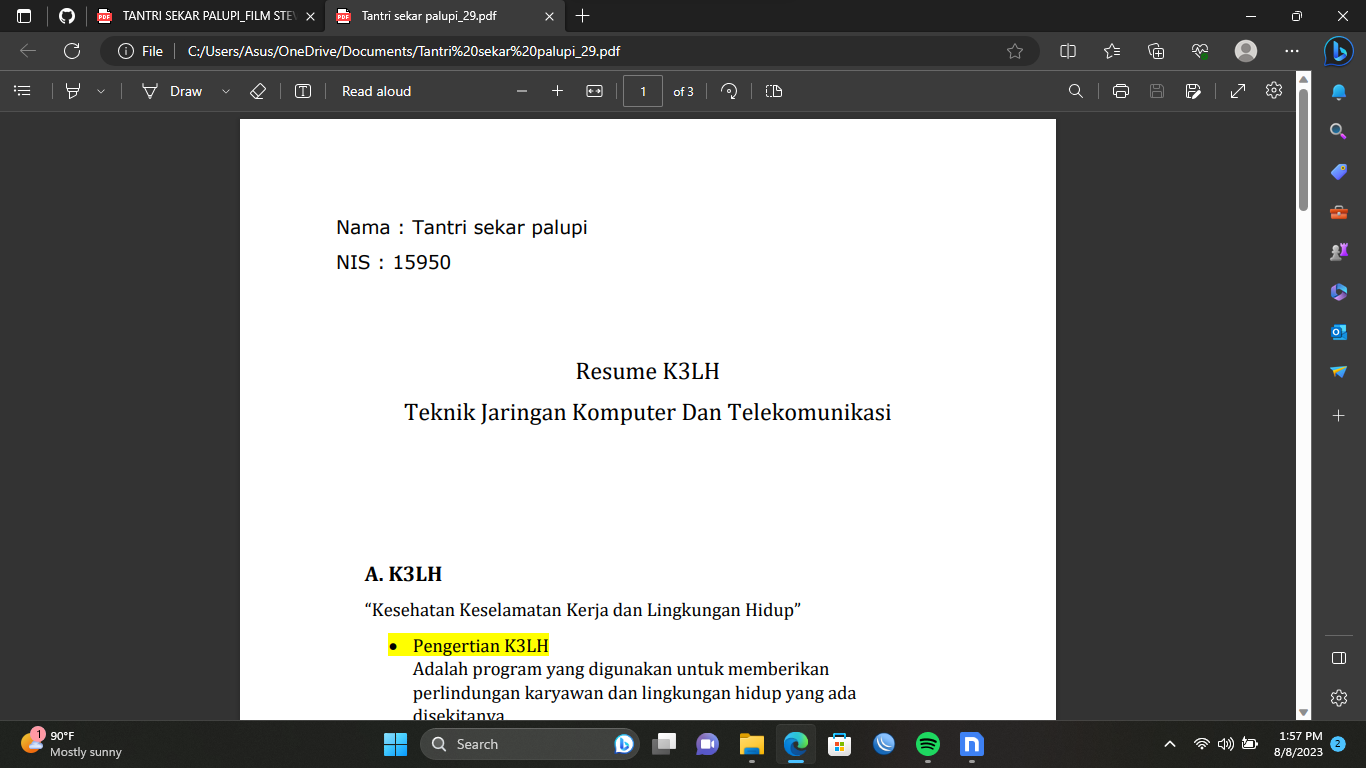 TANTRI SEKAR PALUPI_FILM STEV
Tantri sekar palupi_29.pdf
File
C:/Users/Asus/OneDrive/Documents/Tantri%20sekar%20palupi_29.pdf
Draw
Read aloud
1
of 3
Nama : Tantri sekar palupi
NIS : 15950
Resume K3LH
Teknik Jaringan Komputer Dan Telekomunikasi
A. K3LH
“Kesehatan Keselamatan Kerja dan Lingkungan Hidup”
• Pengertian K3LH
Adalah program yang digunakan untuk memberikan
perlindungan karyawan dan lingkungan hidup yang ada
disekitanya
1
90°F
Mostly sunny
Search
1:57 PM
8/8/2023
2